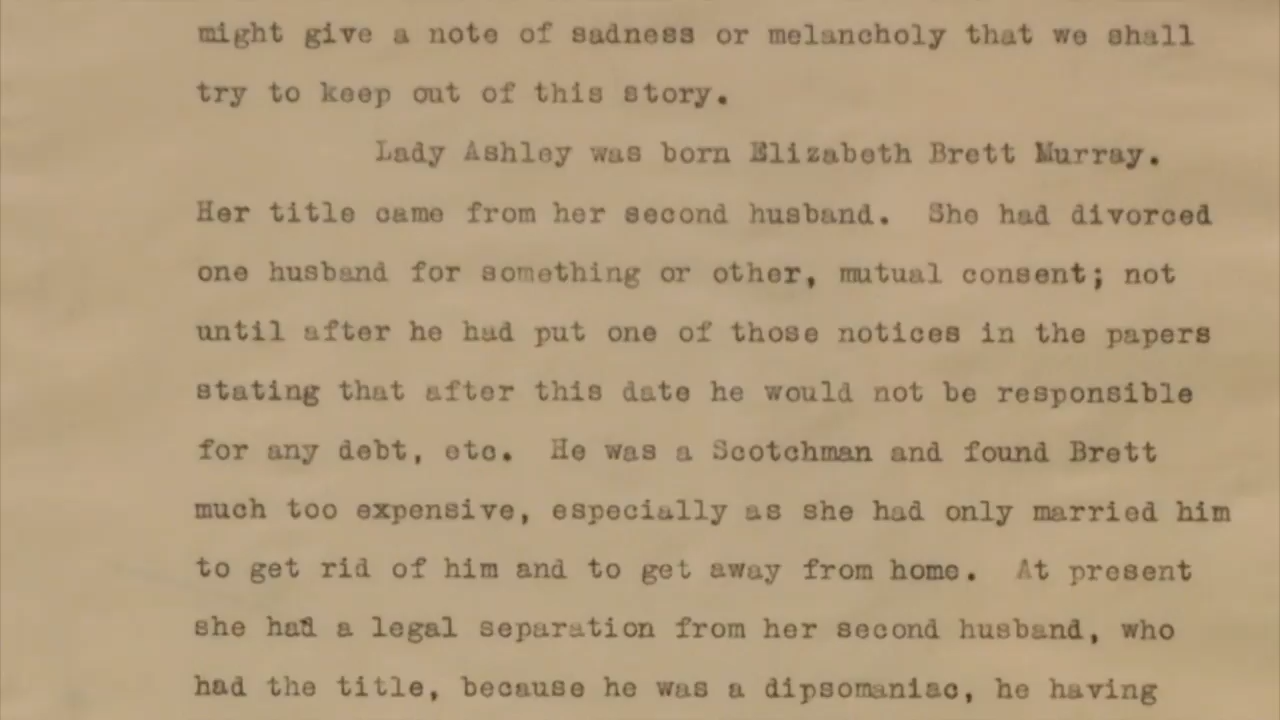 might give a note of sadness or melancholy that we shall
try to keep out of this story.
Lady Ashley was born Elizabeth Brett Murray.
Her title came from her second husband. She had divorced
one husband for something or other, mutual consent; not
until after he had put one of those notices in the papers
stating that after this date he would not be responsible
for any debt, etc. He was a Scotchman and found Brett
much too expensive, especially as she had only married him
to get rid of him and to get away from home. At present
she had a legal separation from her second husband, who
had the title, because he was a dipsomaniac, he having